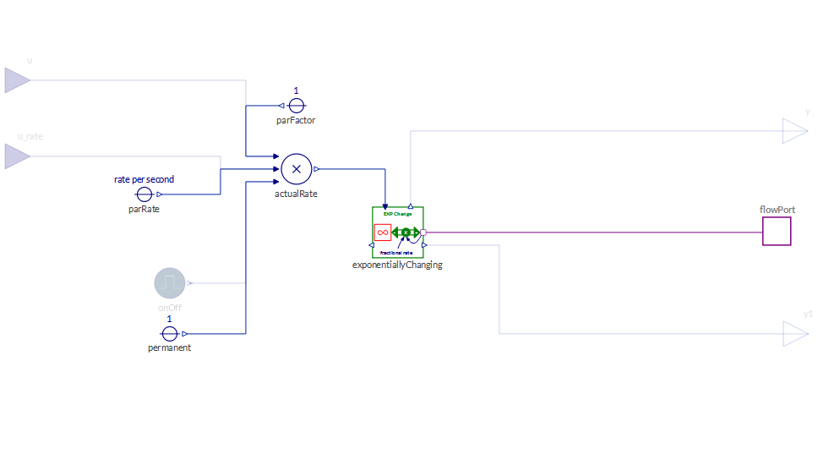 u
1
parFactor
y
u_rate
rate per second
actualRate
parRate
EXP Change
flowPort
∞
fractional rate
exponentiallyChanging
onOff
1
permanent
y1